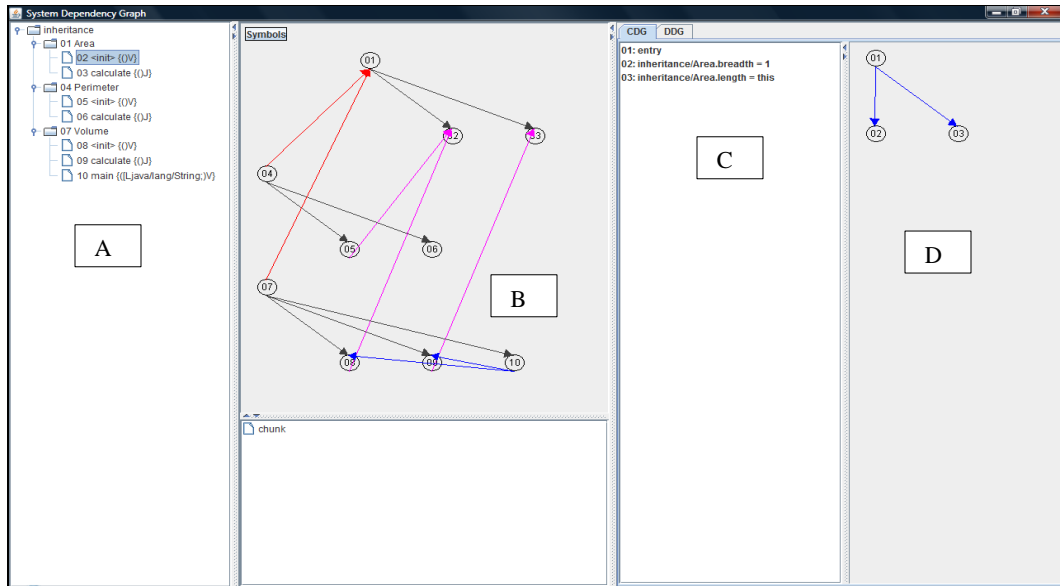 System Dependency Graph
inheritance
01 Area
02 <init> {()V}
03 calculate {()J}
04 Perimeter
05 <init> {()V}
06 calculate {()J}
07 Volume
08 <init> {()V}
09 calculate {()J}
10 main {([Ljava/lang/String;)V}
A
Symbols
01
02
03
04
05
06
07
08
09
10
B
chunk
CDG DDG
01: entry
02: inheritance/Area.breadth = 1
03: inheritance/Area.length = this
C
01
02 03
D